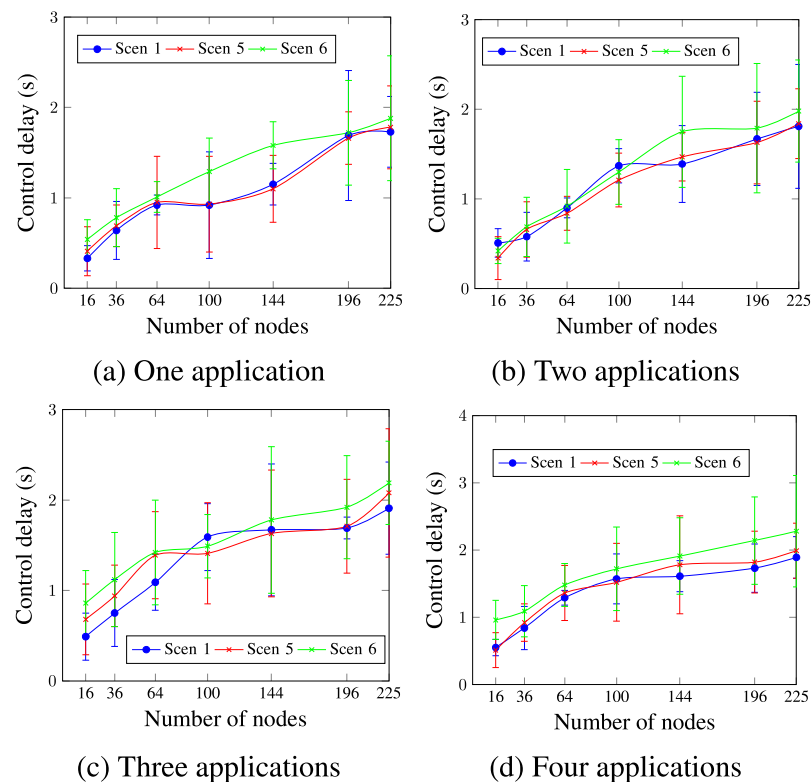 3
2
1
0
Control delay (s)
Scen 1 Scen 5 Scen 6
16 36 64 100 144 196 225
Number of nodes
(a) One application
3
2
1
0
Control delay (s)
Scen 1 Scen 5 Scen 6
16 36 64 100 144 196 225
Number of nodes
(b) Two applications
3
2
1
0
Control delay (s)
Scen 1 Scen 5 Scen 6
16 36 64 100 144 196 225
Number of nodes
(c) Three applications
4
3
2
1
0
Control delay (s)
Scen 1 Scen 5 Scen 6
16 36 64 100 144 196 225
Number of nodes
(d) Four applications